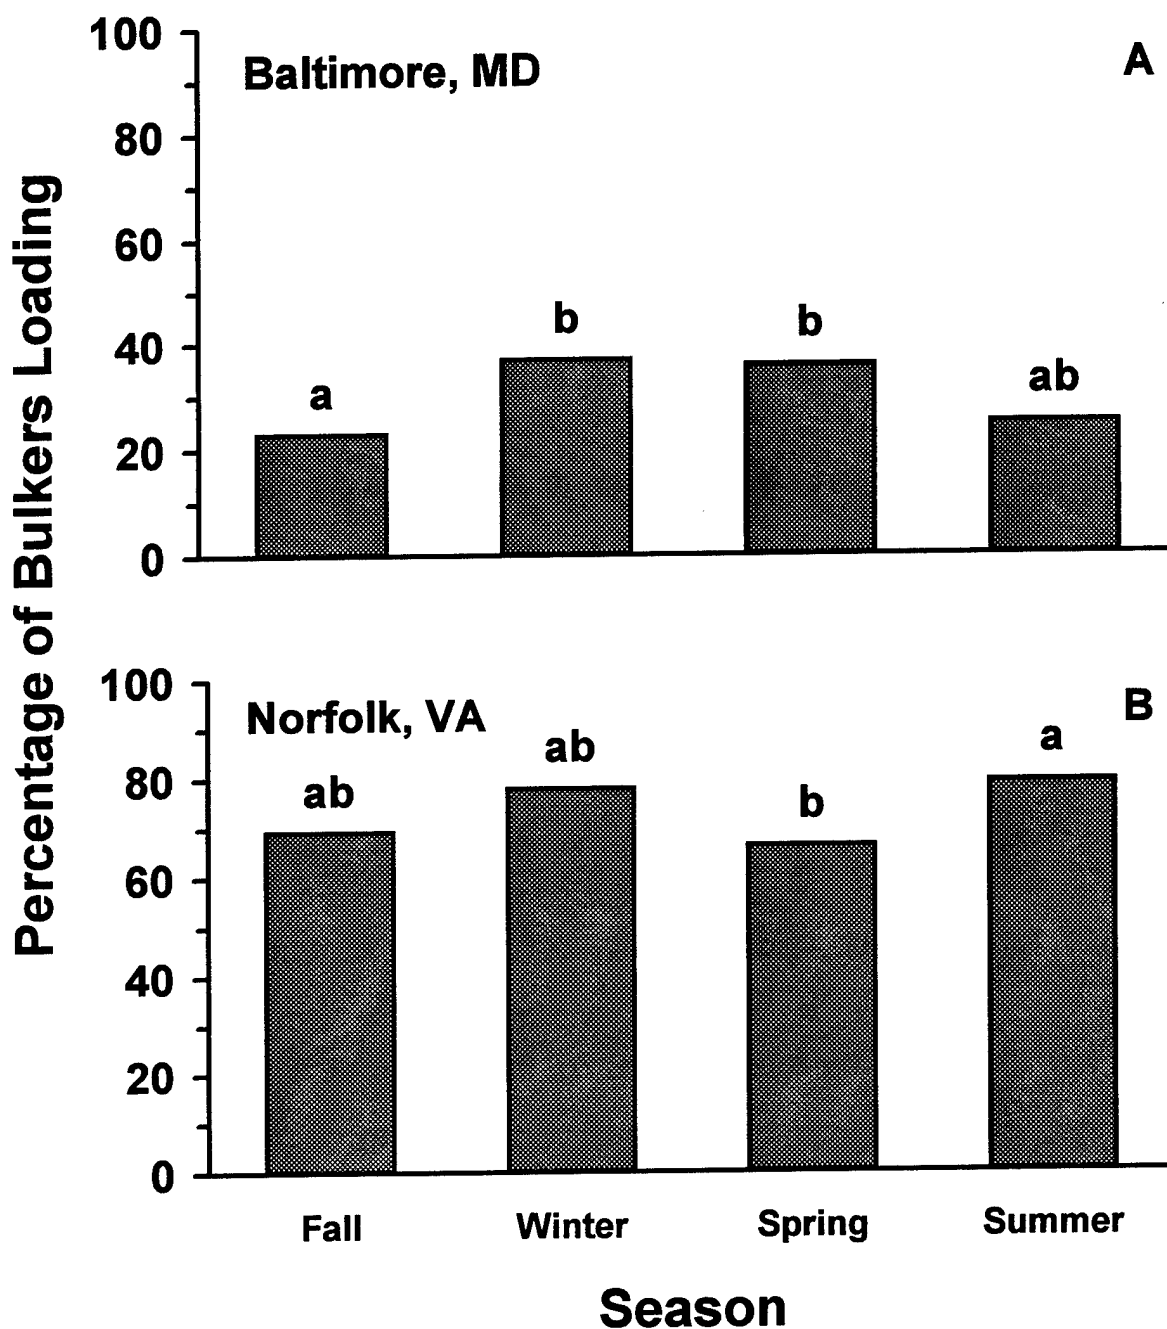 Percentage of Bulkers Loading
Baltimore, MD
A
100
80
60
40
20
0
a
b
b
ab
Norfolk, VA
B
100
80
60
40
20
0
ab
ab
b
a
Fall Winter Spring Summer
Season